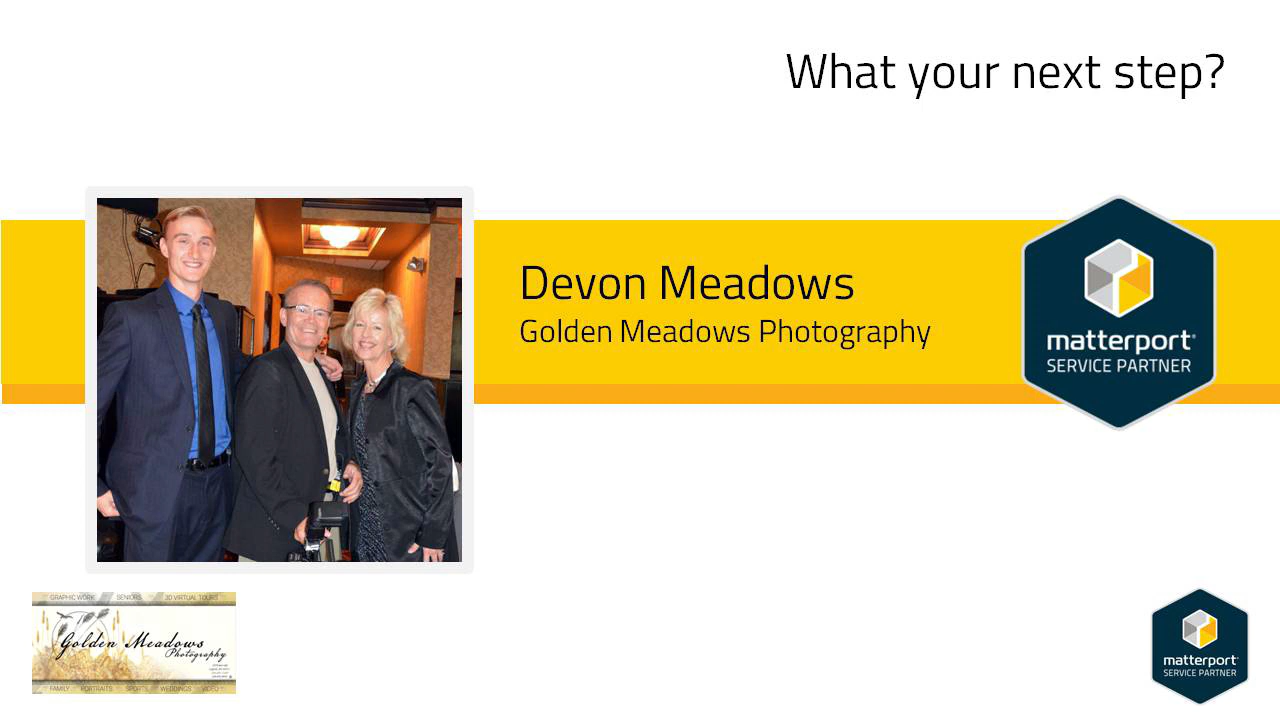 What your next step?
Devon Meadows
Golden Meadows Photography
matterport®
SERVICE PARTNER
GRAPHIC WORK SENIORS 3D VIRTUAL TOURS
Golden Meadows
Photography
FAMILY PORTRAITS SPORTS WEDDINGS VIDEO
matterport
SERVICE PARTNER